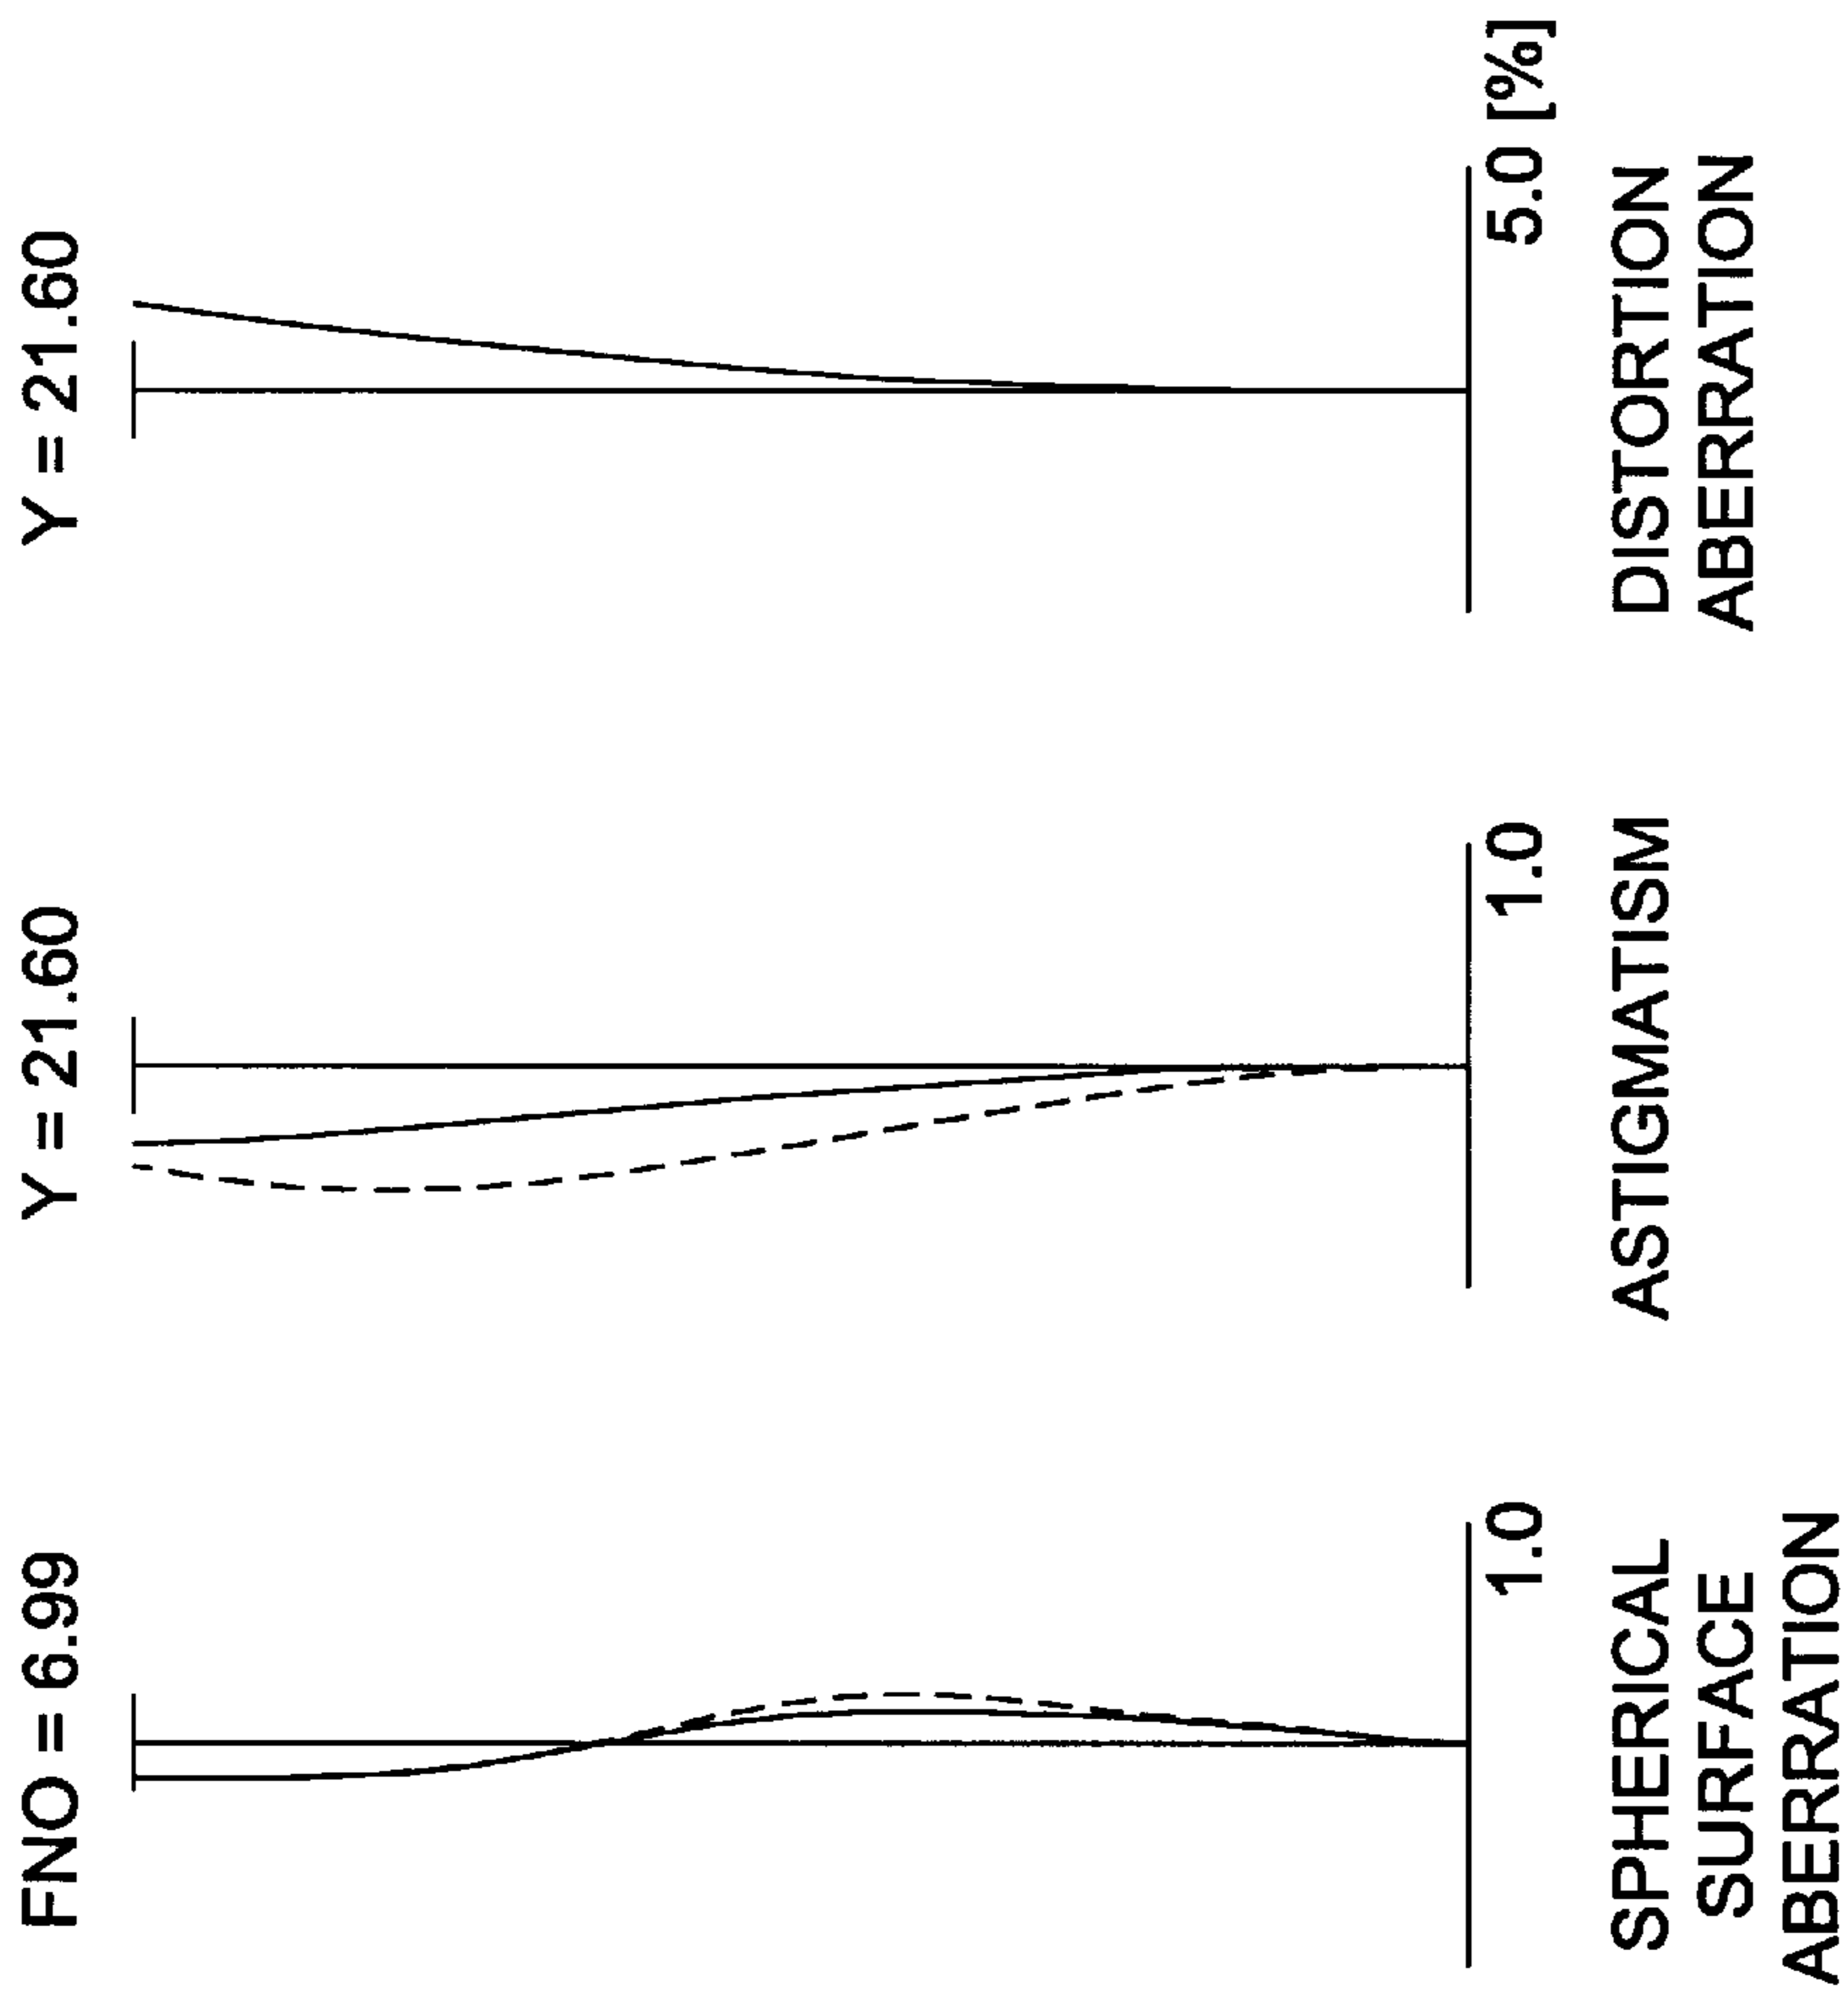 FNO = 6.99
1.0
SPHERICAL
SURFACE
ABERRATION
Y = 21.60
1.0
ASTIGMATISM
Y = 21.60
5.0 [%]
DISTORTION
ABERRATION